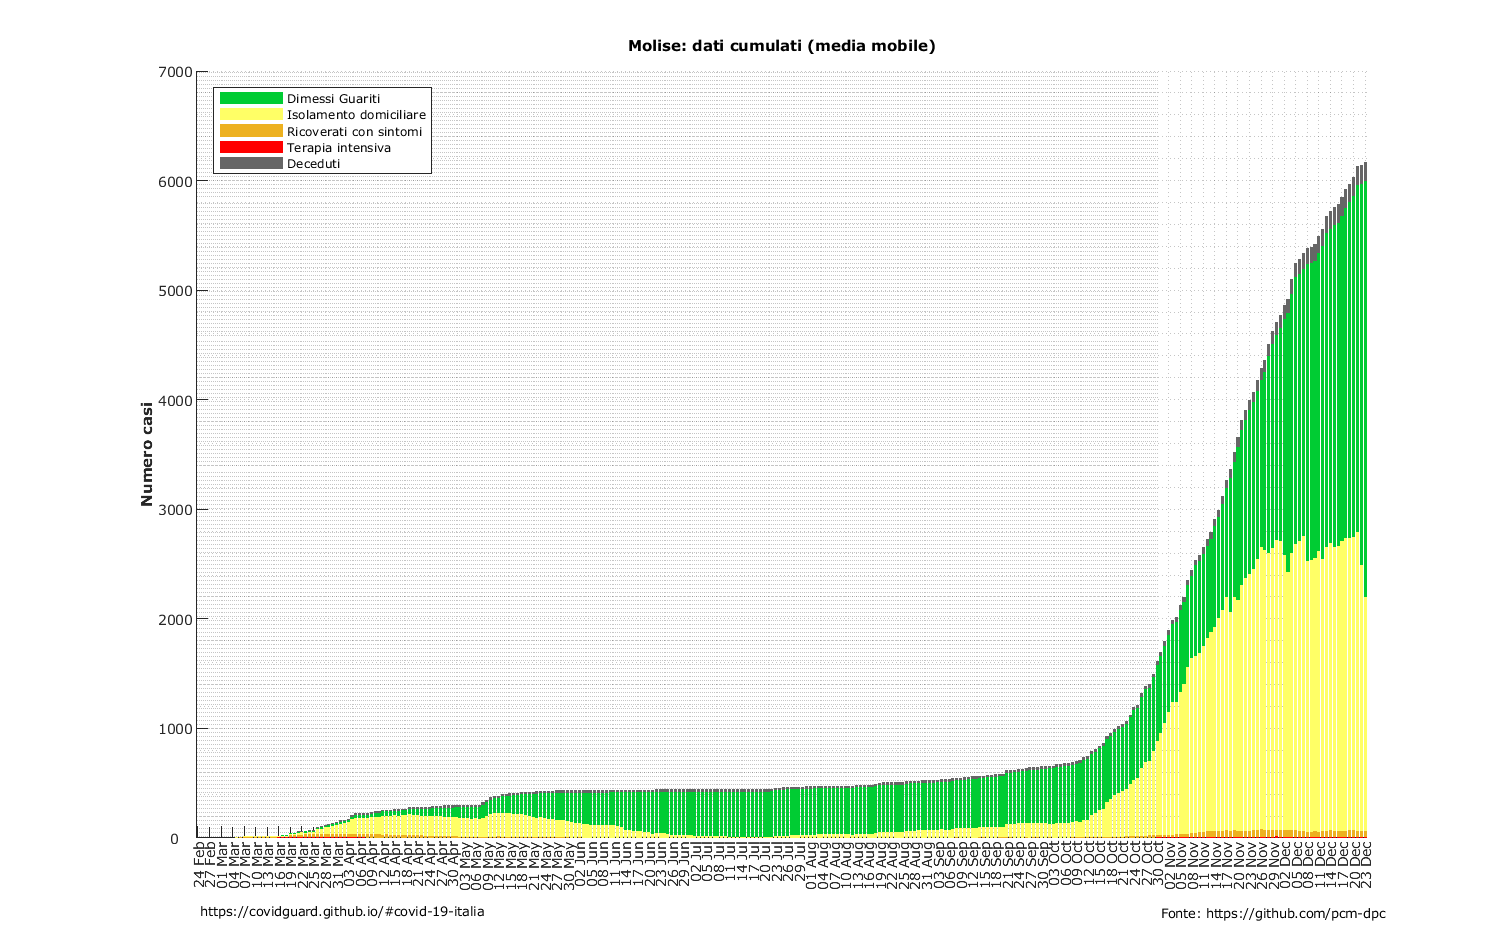 Molise: dati cumulati (media mobile)
Dimessi Guariti
Isolamento domiciliare
Ricoverati con sintomi
Terapia intensiva
Deceduti
Numero casi
7000
6000
5000
4000
3000
2000
1000
0
24 Feb
27 Feb
01 Mar
04 Mar
07 Mar
10 Mar
13 Mar
16 Mar
19 Mar
22 Mar
25 Mar
28 Mar
31 Mar
03 Apr
06 Apr
09 Apr
12 Apr
15 Apr
18 Apr
21 Apr
24 Apr
27 Apr
30 Apr
03 May
06 May
09 May
12 May
15 May
18 May
21 May
24 May
27 May
30 May
02 Jun
05 Jun
08 Jun
11 Jun
14 Jun
17 Jun
20 Jun
23 Jun
26 Jun
29 Jun
02 Jul
05 Jul
08 Jul
11 Jul
14 Jul
17 Jul
20 Jul
23 Jul
26 Jul
29 Jul
01 Aug
04 Aug
07 Aug
10 Aug
13 Aug
16 Aug
19 Aug
22 Aug
25 Aug
28 Aug
31 Aug
03 Sep
06 Sep
09 Sep
12 Sep
15 Sep
18 Sep
21 Sep
24 Sep
27 Sep
30 Sep
03 Oct
06 Oct
09 Oct
12 Oct
15 Oct
18 Oct
21 Oct
24 Oct
27 Oct
30 Oct
02 Nov
05 Nov
08 Nov
11 Nov
14 Nov
17 Nov
20 Nov
23 Nov
26 Nov
29 Nov
02 Dec
05 Dec
08 Dec
11 Dec
14 Dec
17 Dec
20 Dec
23 Dec
https://covidguard.github.io/#covid-19-italia
Fonte: https://github.com/pcm-dpc